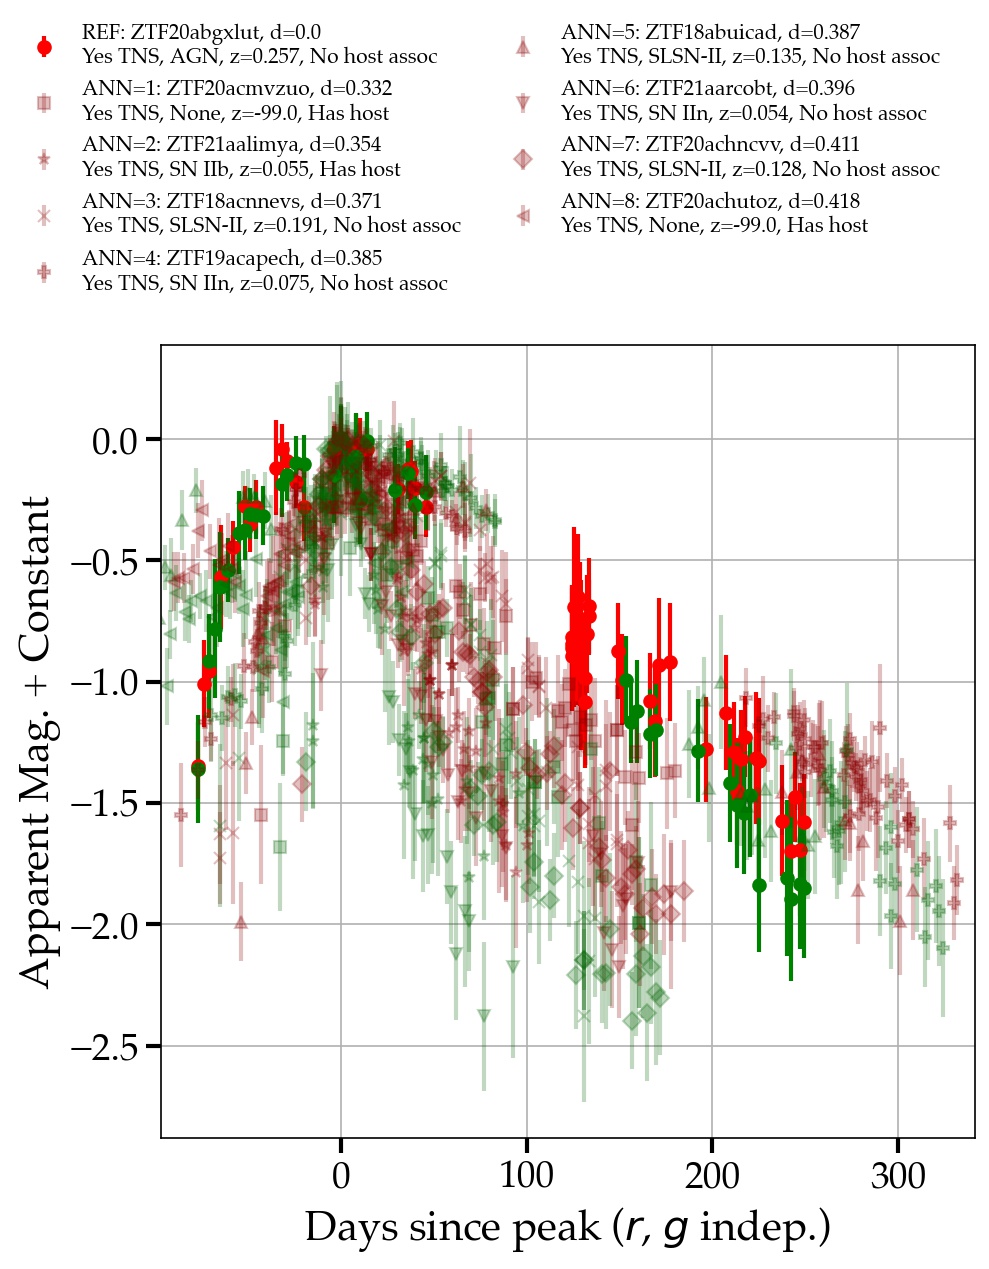 REF: ZTF20abgxlut, d=0.0
Yes TNS, AGN, z=0.257, No host assoc
ANN=1: ZTF20acmvzuo, d=0.332
Yes TNS, None, z=-99.0, Has host
ANN=2: ZTF21aalimya, d=0.354
Yes TNS, SN IIb, z=0.055, Has host
ANN=3: ZTF18acnnevs, d=0.371
Yes TNS, SLSN-II, z=0.191, No host assoc
ANN=4: ZTF19acapech, d=0.385
Yes TNS, SN IIn, z=0.075, No host assoc
ANN=5: ZTF18abuicad, d=0.387
Yes TNS, SLSN-II, z=0.135, No host assoc
ANN=6: ZTF21aarcobt, d=0.396
Yes TNS, SN IIn, z=0.054, No host assoc
ANN=7: ZTF20achncvv, d=0.411
Yes TNS, SLSN-II, z=0.128, No host assoc
ANN=8: ZTF20achutoz, d=0.418
Yes TNS, None, z=-99.0, Has host
Apparent Mag. + Constant
0.0
−0.5
−1.0
−1.5
−2.0
−2.5
0 100 200 300
Days since peak (r, g indep.)